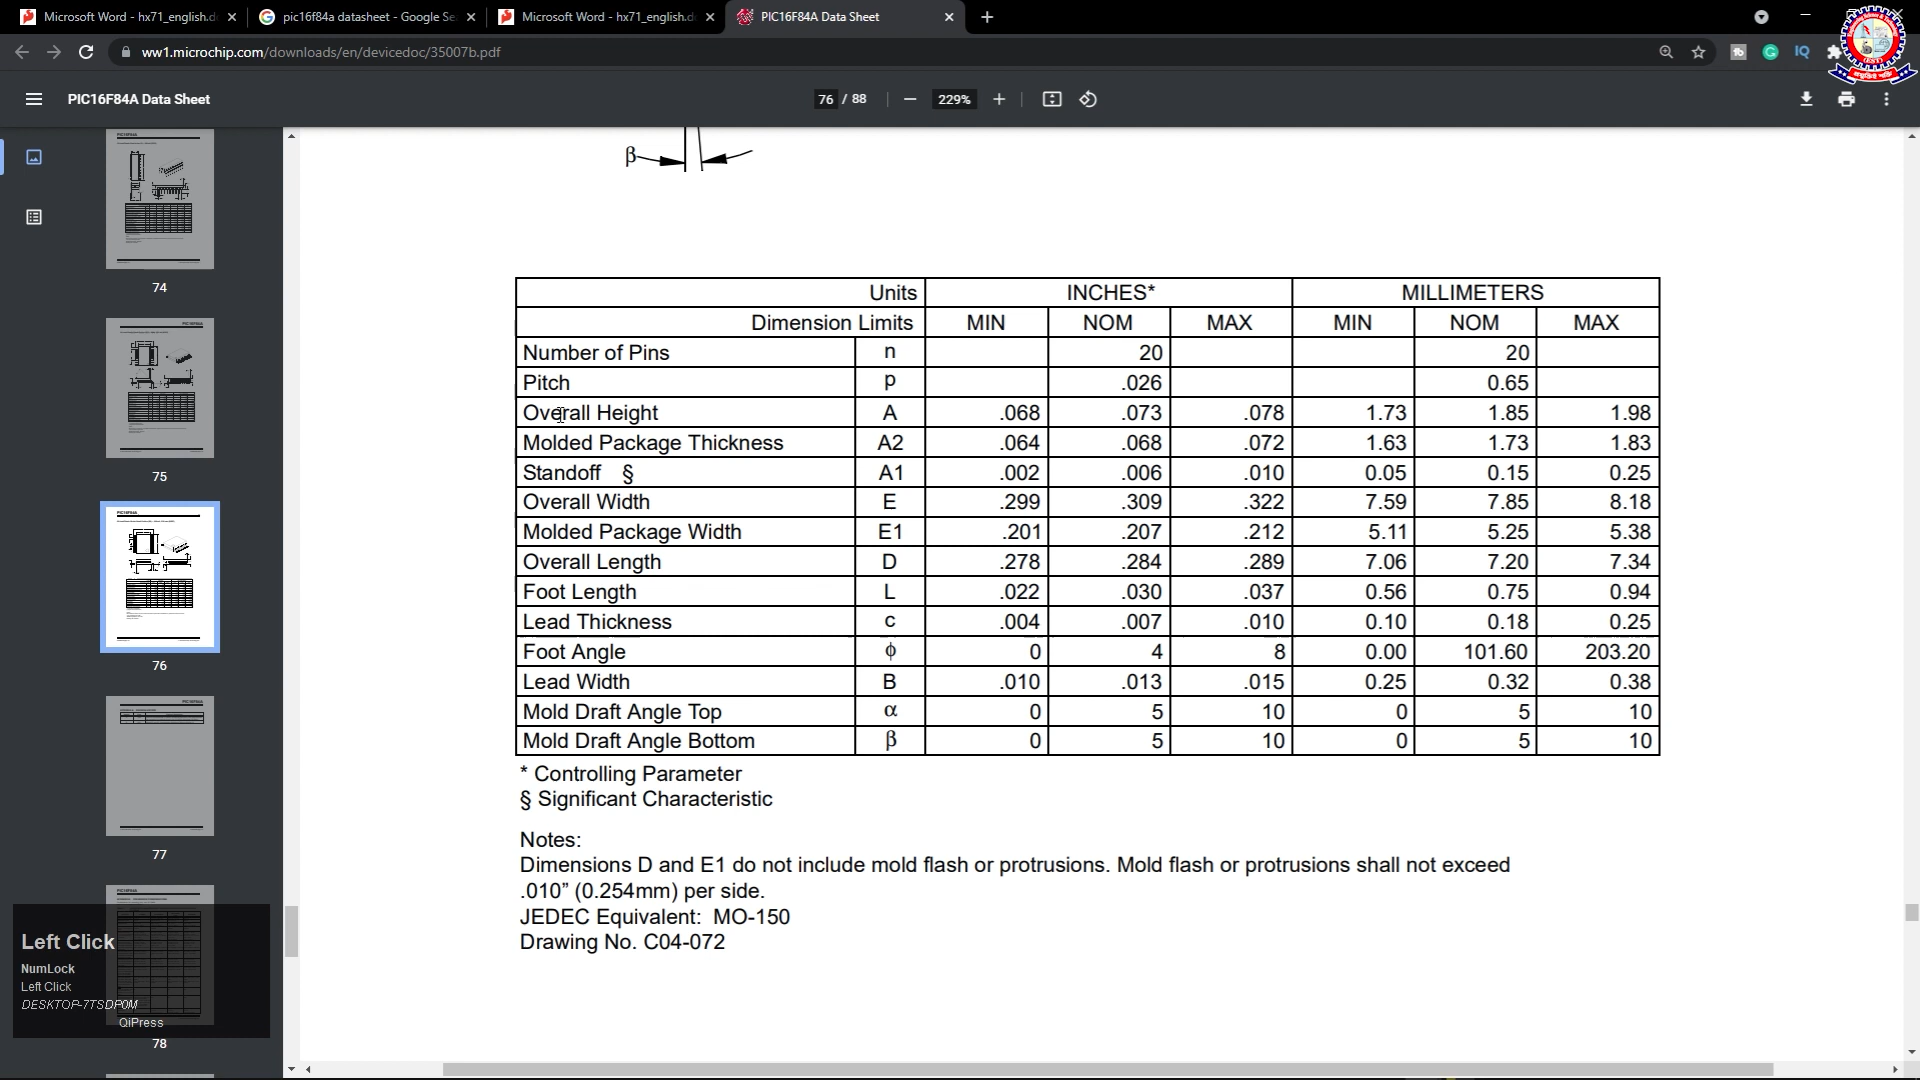 Microsoft Word - hx71_english.d
pic16f84a datasheet - Google Se
Microsoft Word - hx71_english.d
PIC16F84A Data Sheet
ww1.microchip.com/downloads/en/devicedoc/35007b.pdf
PIC16F84A Data Sheet
76 / 88
229%
74
75
76
77
78
β
Units INCHES* MILLIMETERS
Dimension Limits MIN NOM MAX MIN NOM MAX
Number of Pins n 20 20
Pitch p .026 0.65
Overall Height A .068 .073 .078 1.73 1.85 1.98
Molded Package Thickness A2 .064 .068 .072 1.63 1.73 1.83
Standoff § A1 .002 .006 .010 0.05 0.15 0.25
Overall Width E .299 .309 .322 7.59 7.85 8.18
Molded Package Width E1 .201 .207 .212 5.11 5.25 5.38
Overall Length D .278 .284 .289 7.06 7.20 7.34
Foot Length L .022 .030 .037 0.56 0.75 0.94
Lead Thickness c .004 .007 .010 0.10 0.18 0.25
Foot Angle ϕ 0 4 8 0.00 101.60 203.20
Lead Width B .010 .013 .015 0.25 0.32 0.38
Mold Draft Angle Top α 0 5 10 0 5 10
Mold Draft Angle Bottom β 0 5 10 0 5 10
* Controlling Parameter
§ Significant Characteristic
Notes:
Dimensions D and E1 do not include mold flash or protrusions. Mold flash or protrusions shall not exceed
.010” (0.254mm) per side.
JEDEC Equivalent: MO-150
Drawing No. C04-072
Left Click
NumLock
Left Click
DESKTOP-7TSDP0M
QiPress